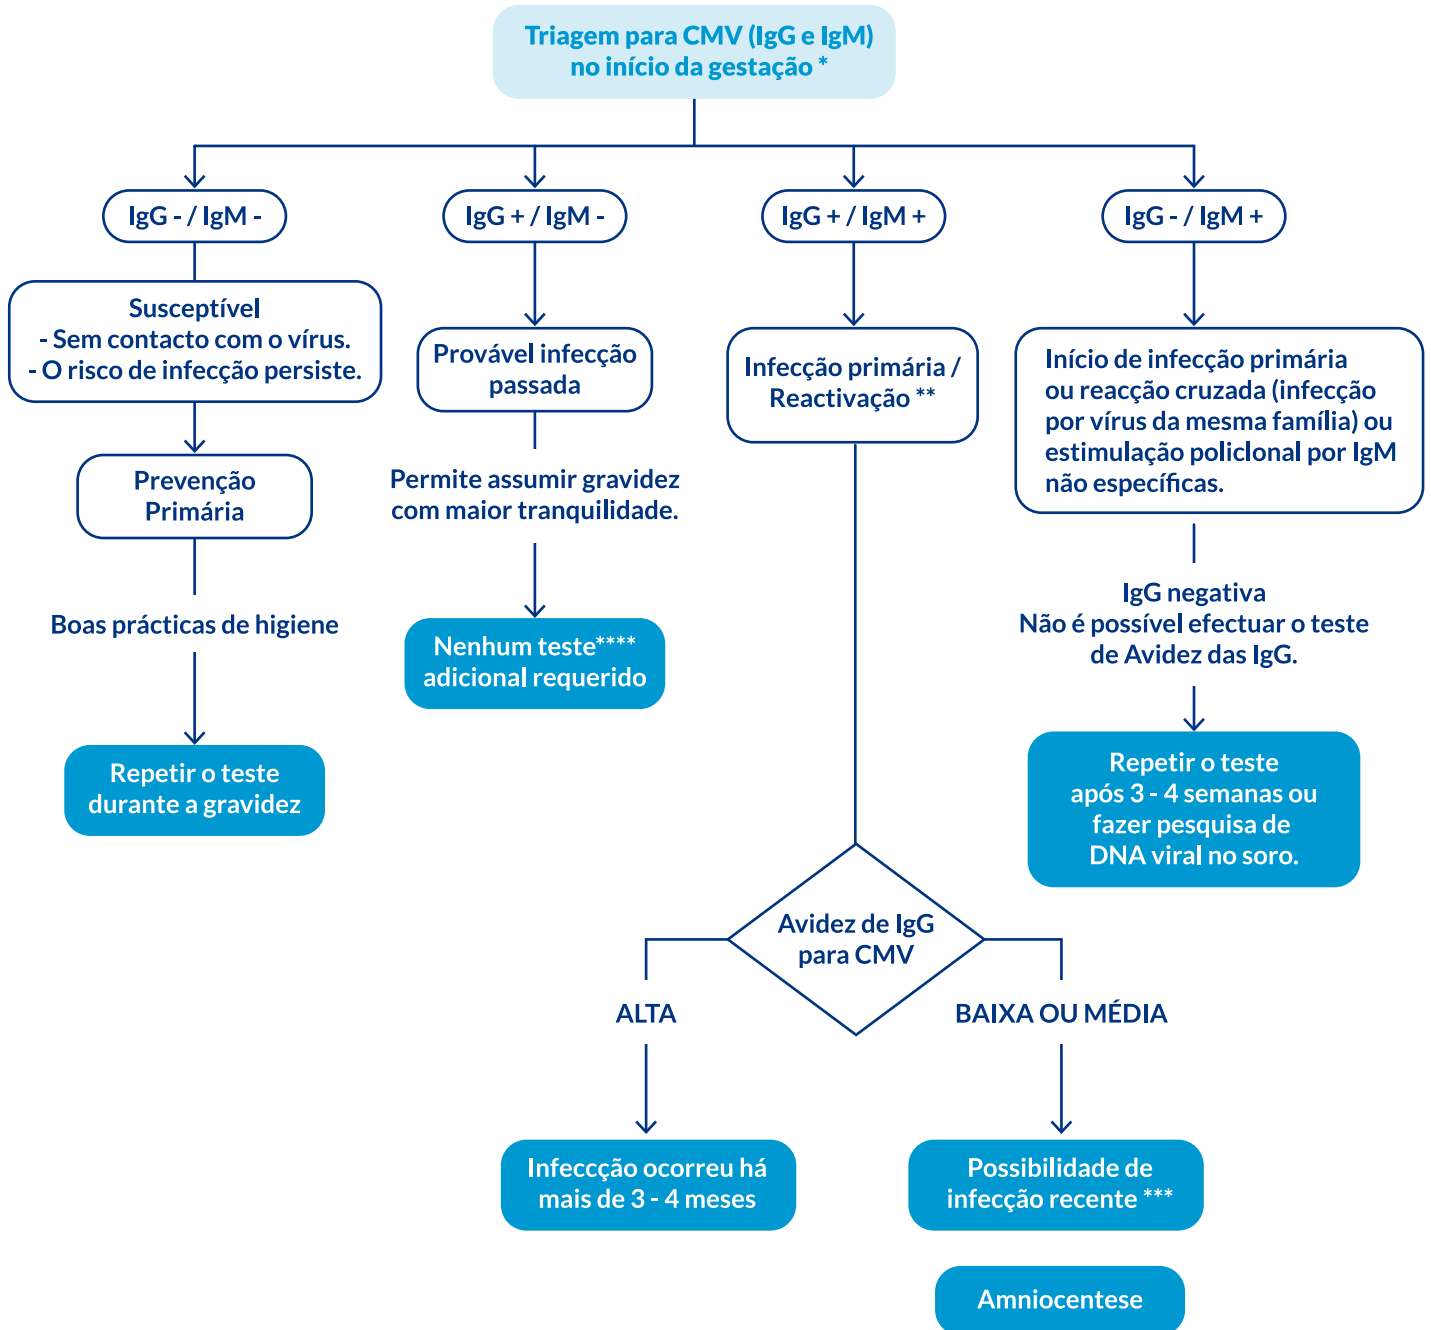 Triagem para CMV (IgG e IgM)
no início da gestação *
IgG - / IgM -
IgG + / IgM -
IgG + / IgM +
IgG - / IgM +
Susceptível
- Sem contacto com o vírus.
- O risco de infecção persiste.
Prevenção
Primária
Boas prácticas de higiene
Repetir o teste
durante a gravidez
Provável infecção
passada
Permite assumir gravidez
com maior tranquilidade.
Nenhum teste****
adicional requerido
Infecção primária /
Reactivação **
Início de infecção primária
ou reacção cruzada (infecção
por vírus da mesma família) ou
estimulação policlonal por IgM
não específicas.
IgG negativa
Não é possível efectuar o teste
de Avidez das IgG.
Repetir o teste
após 3 - 4 semanas ou
fazer pesquisa de
DNA viral no soro.
Avidez de IgG
para CMV
ALTA
BAIXA OU MÉDIA
Infeccção ocorreu há
mais de 3 - 4 meses
Possibilidade de
infecção recente ***
Amniocentese